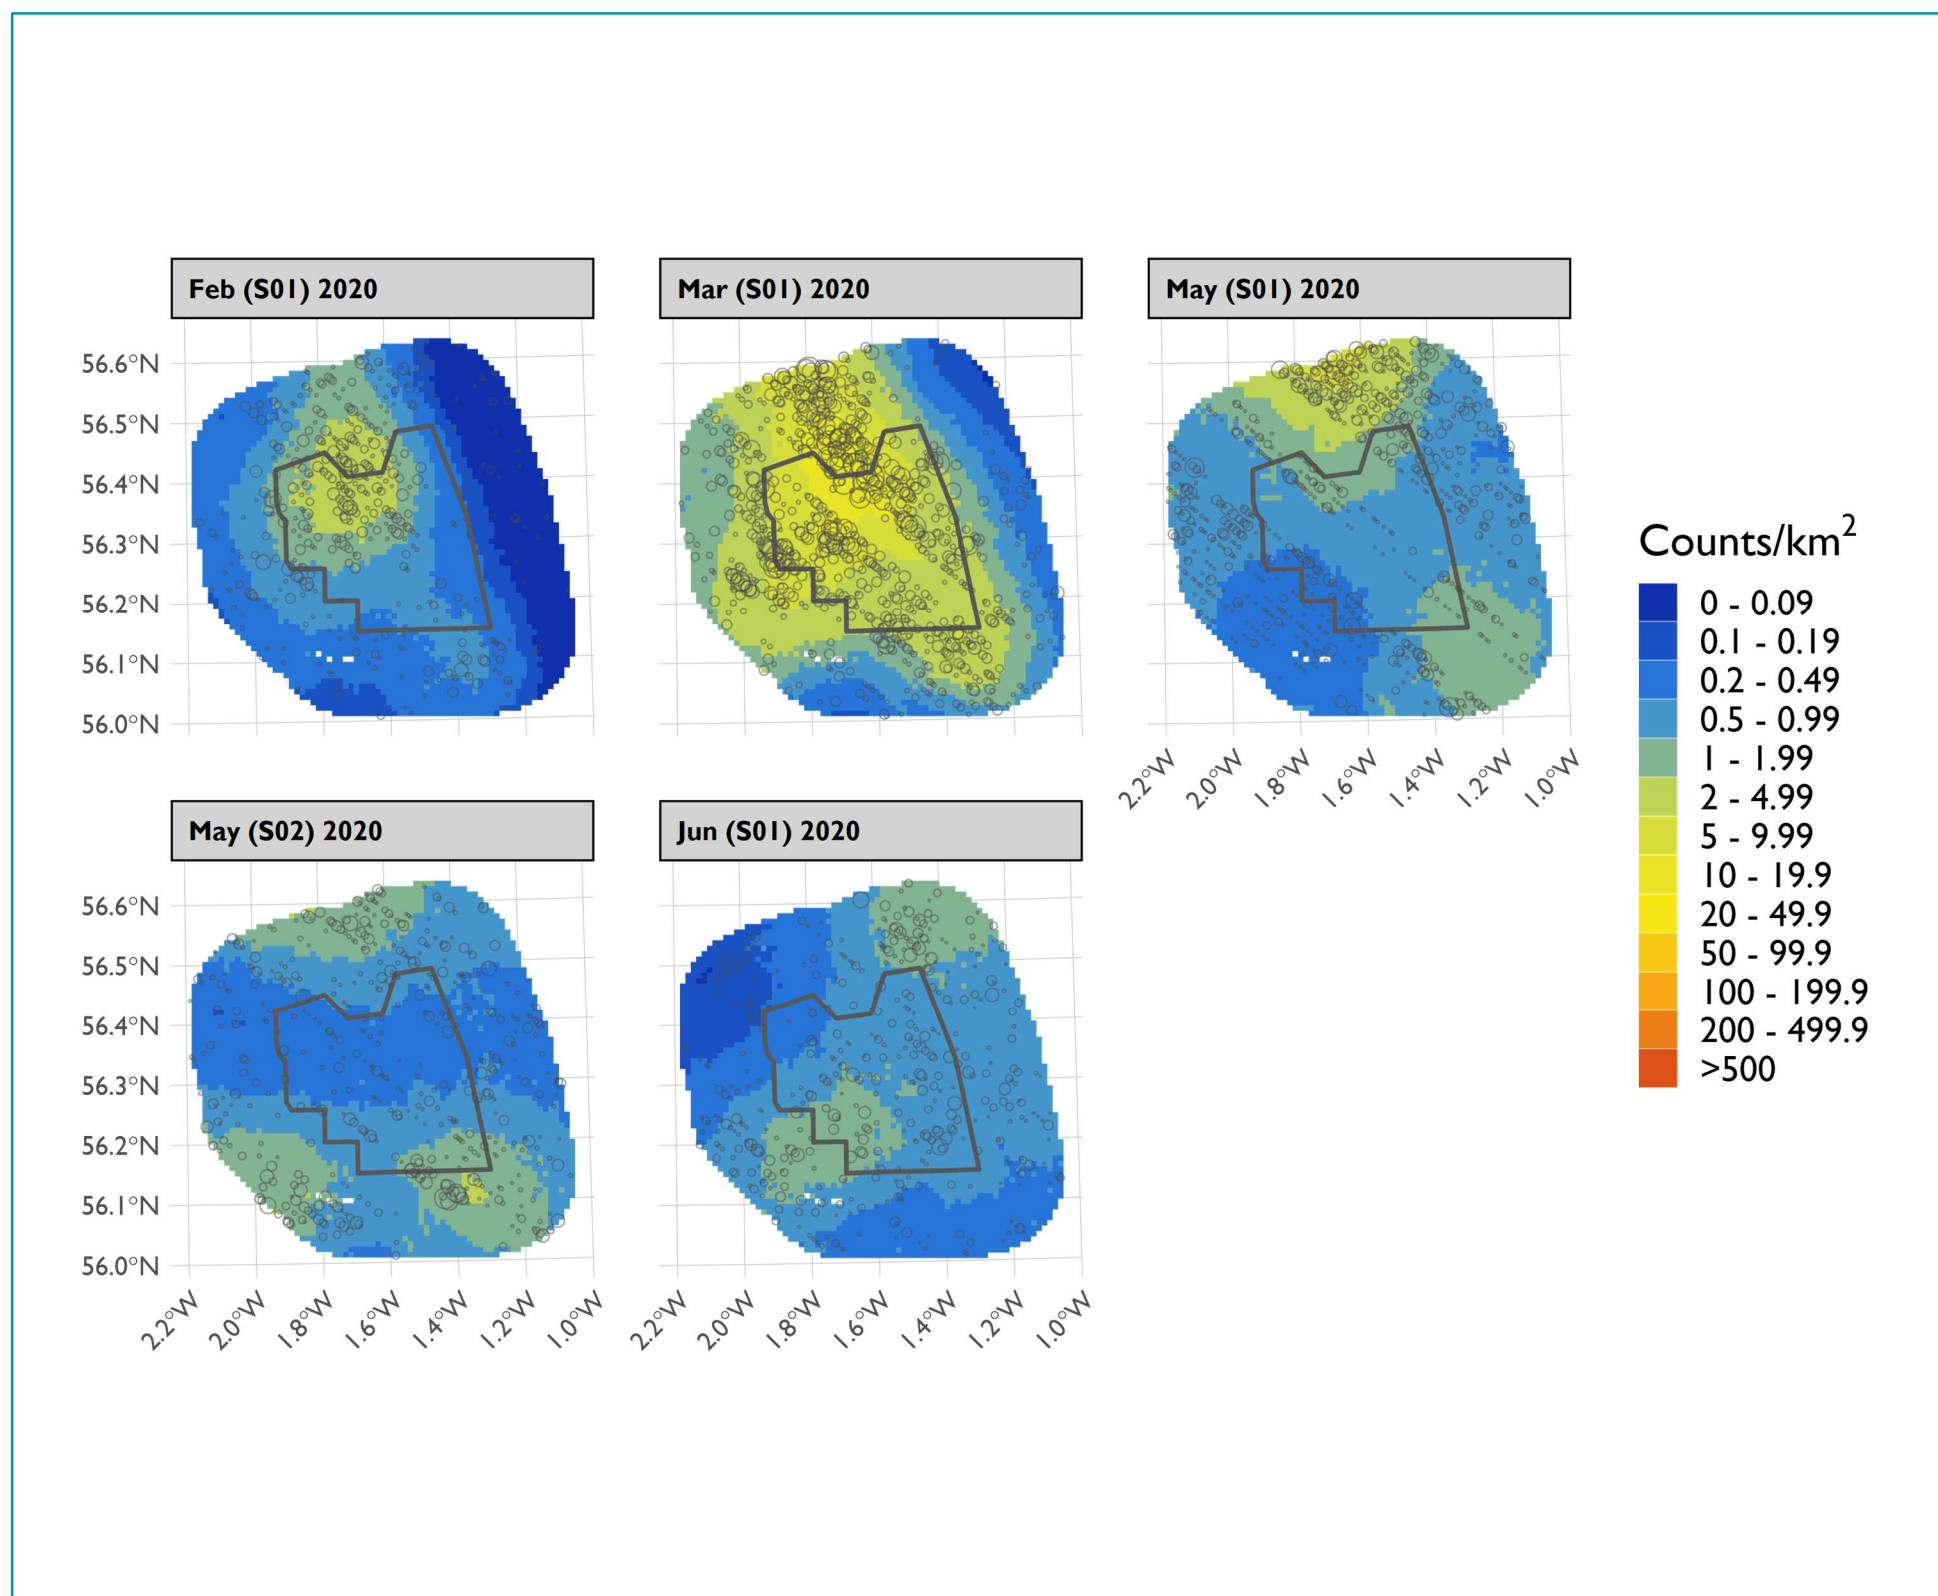 Feb (S01) 2020
Mar (S01) 2020
May (S01) 2020
56.6°N
56.5°N
56.4°N
56.3°N
56.2°N
56.1°N
56.0°N
2.2°W
2.0°W
1.8°W
1.6°W
1.4°W
1.2°W
1.0°W
May (S02) 2020
Jun (S01) 2020
56.6°N
56.5°N
56.4°N
56.3°N
56.2°N
56.1°N
56.0°N
2.2°W
2.0°W
1.8°W
1.6°W
1.4°W
1.2°W
1.0°W
2.2°W
2.0°W
1.8°W
1.6°W
1.4°W
1.2°W
1.0°W
Counts/km²
0 - 0.09
0.1 - 0.19
0.2 - 0.49
0.5 - 0.99
1 - 1.99
2 - 4.99
5 - 9.99
10 - 19.9
20 - 49.9
50 - 99.9
100 - 199.9
200 - 499.9
>500